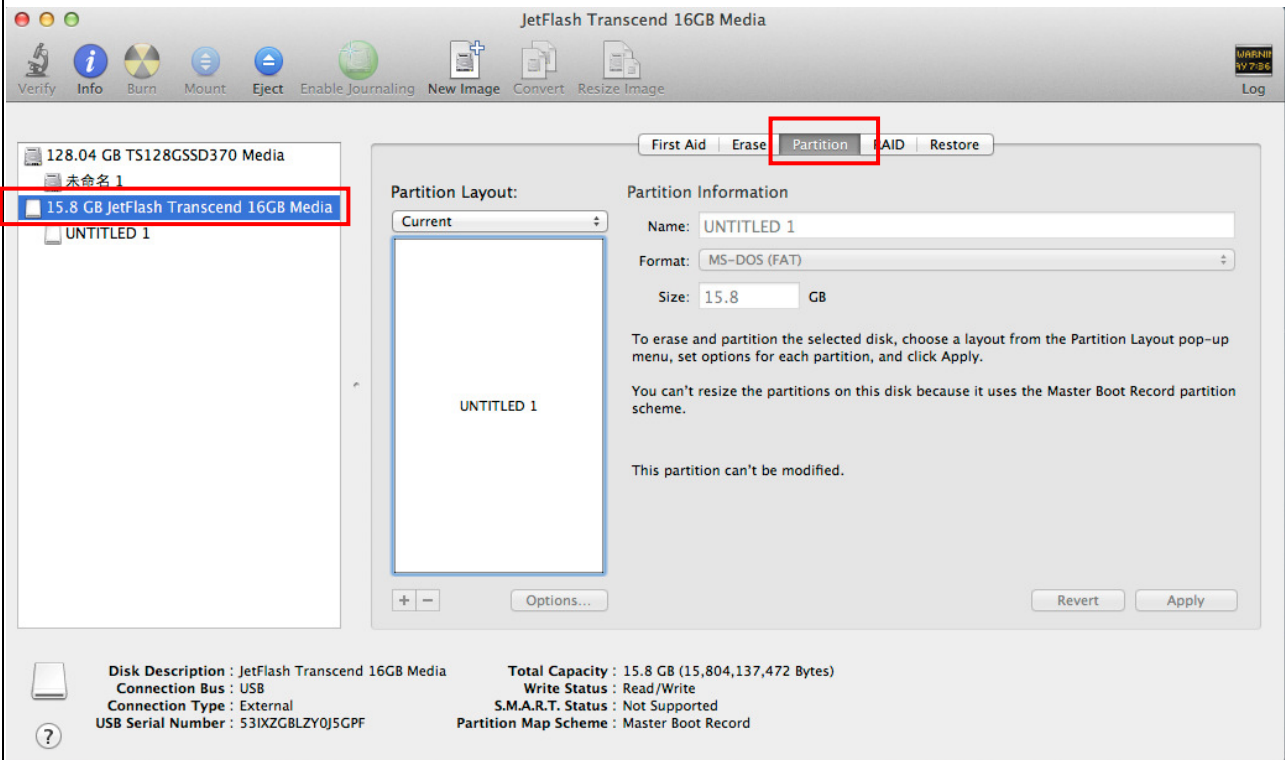 JetFlash Transcend 16GB Media
Verify Info Burn Mount Eject Enable Journaling New Image Convert Resize Image Log
WARNIN
AY 7:36
First Aid Erase Partition RAID Restore
128.04 GB TS128GSSD370 Media
未命名 1
15.8 GB JetFlash Transcend 16GB Media
UNTITLED 1
Partition Layout:
Current
UNTITLED 1
+ − Options...
Partition Information
Name: UNTITLED 1
Format: MS-DOS (FAT)
Size: 15.8 GB
To erase and partition the selected disk, choose a layout from the Partition Layout pop-up
menu, set options for each partition, and click Apply.
You can't resize the partitions on this disk because it uses the Master Boot Record partition
scheme.
This partition can't be modified.
Revert Apply
Disk Description : JetFlash Transcend 16GB Media
Connection Bus : USB
Connection Type : External
USB Serial Number : 53IXZGBLZY0J5GPF
Total Capacity : 15.8 GB (15,804,137,472 Bytes)
Write Status : Read/Write
S.M.A.R.T. Status : Not Supported
Partition Map Scheme : Master Boot Record
?